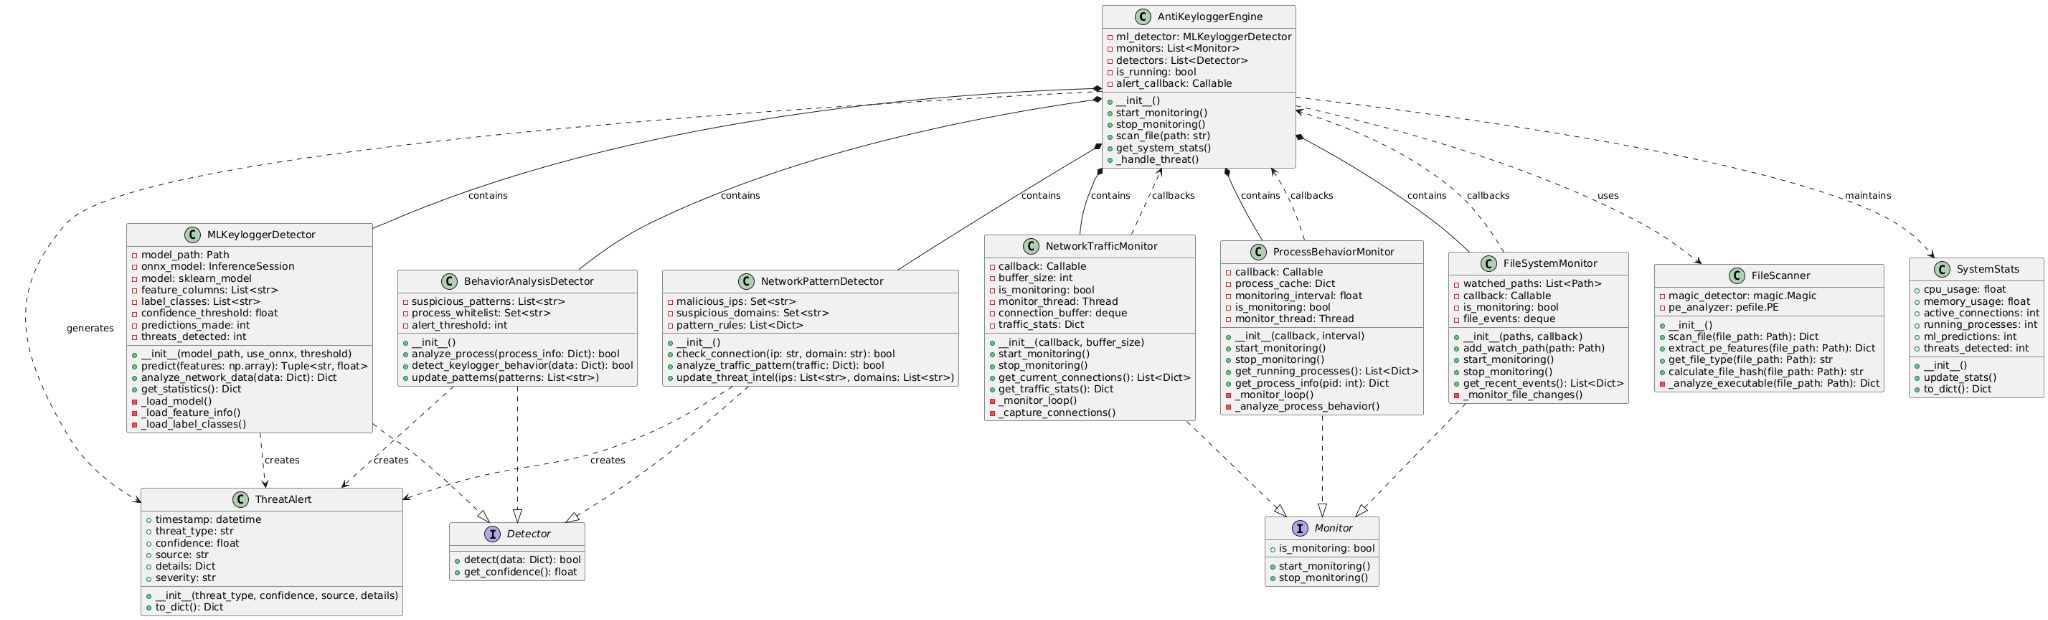 C AntiKeyloggerEngine
ml_detector: MLKeyloggerDetector
monitors: List<Monitor>
detectors: List<Detector>
is_running: bool
alert_callback: Callable
__init__()
start_monitoring()
stop_monitoring()
scan_file(path: str)
get_system_stats()
_handle_threat()
contains
contains
contains
contains
callbacks
contains
callbacks
contains
callbacks
uses
maintains
generates
C MLKeyloggerDetector
model_path: Path
onnx_model: InferenceSession
model: sklearn_model
feature_columns: List<str>
label_classes: List<str>
confidence_threshold: float
predictions_made: int
threats_detected: int
__init__(model_path, use_onnx, threshold)
predict(features: np.array): Tuple<str, float>
analyze_network_data(data: Dict): Dict
get_statistics(): Dict
_load_model()
_load_feature_info()
_load_label_classes()
C BehaviorAnalysisDetector
suspicious_patterns: List<str>
process_whitelist: Set<str>
alert_threshold: int
__init__()
analyze_process(process_info: Dict): bool
detect_keylogger_behavior(data: Dict): bool
update_patterns(patterns: List<str>)
C NetworkPatternDetector
malicious_ips: Set<str>
suspicious_domains: Set<str>
pattern_rules: List<Dict>
__init__()
check_connection(ip: str, domain: str): bool
analyze_traffic_pattern(traffic: Dict): bool
update_threat_intel(ips: List<str>, domains: List<str>)
C NetworkTrafficMonitor
callback: Callable
buffer_size: int
is_monitoring: bool
monitor_thread: Thread
connection_buffer: deque
traffic_stats: Dict
__init__(callback, buffer_size)
start_monitoring()
stop_monitoring()
get_current_connections(): List<Dict>
get_traffic_stats(): Dict
_monitor_loop()
_capture_connections()
C ProcessBehaviorMonitor
callback: Callable
process_cache: Dict
monitoring_interval: float
is_monitoring: bool
monitor_thread: Thread
__init__(callback, interval)
start_monitoring()
stop_monitoring()
get_running_processes(): List<Dict>
get_process_info(pid: int): Dict
_monitor_loop()
_analyze_process_behavior()
C FileSystemMonitor
watched_paths: List<Path>
callback: Callable
is_monitoring: bool
file_events: deque
__init__(paths, callback)
add_watch_path(path: Path)
start_monitoring()
stop_monitoring()
get_recent_events(): List<Dict>
_monitor_file_changes()
C FileScanner
magic_detector: magic.Magic
pe_analyzer: pefile.PE
__init__()
scan_file(file_path: Path): Dict
extract_pe_features(file_path: Path): Dict
get_file_type(file_path: Path): str
calculate_file_hash(file_path: Path): str
_analyze_executable(file_path: Path): Dict
C SystemStats
cpu_usage: float
memory_usage: float
active_connections: int
running_processes: int
ml_predictions: int
threats_detected: int
__init__()
update_stats()
to_dict(): Dict
creates
creates
creates
C ThreatAlert
timestamp: datetime
threat_type: str
confidence: float
source: str
details: Dict
severity: str
__init__(threat_type, confidence, source, details)
to_dict(): Dict
I Detector
detect(data: Dict): bool
get_confidence(): float
I Monitor
is_monitoring: bool
start_monitoring()
stop_monitoring()